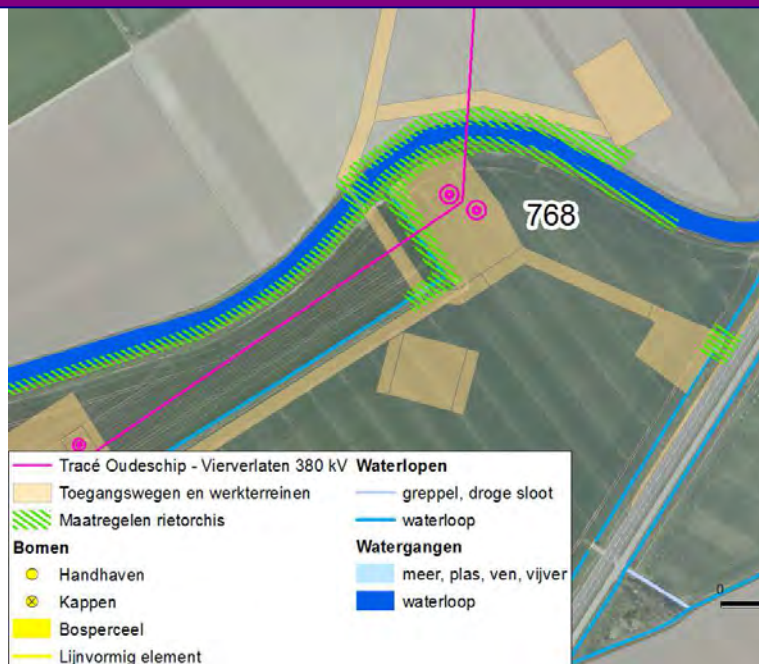 768
Tracé Oudeschip - Vierverlaten 380 kV
Toegangswegen en werkterreinen
Maatregelen rietorchis
Bomen
Handhaven
Kappen
Bosperceel
Lijnvormig element
Waterlopen
greppel, droge sloot
waterloop
Watergangen
meer, plas, ven, vijver
waterloop
0